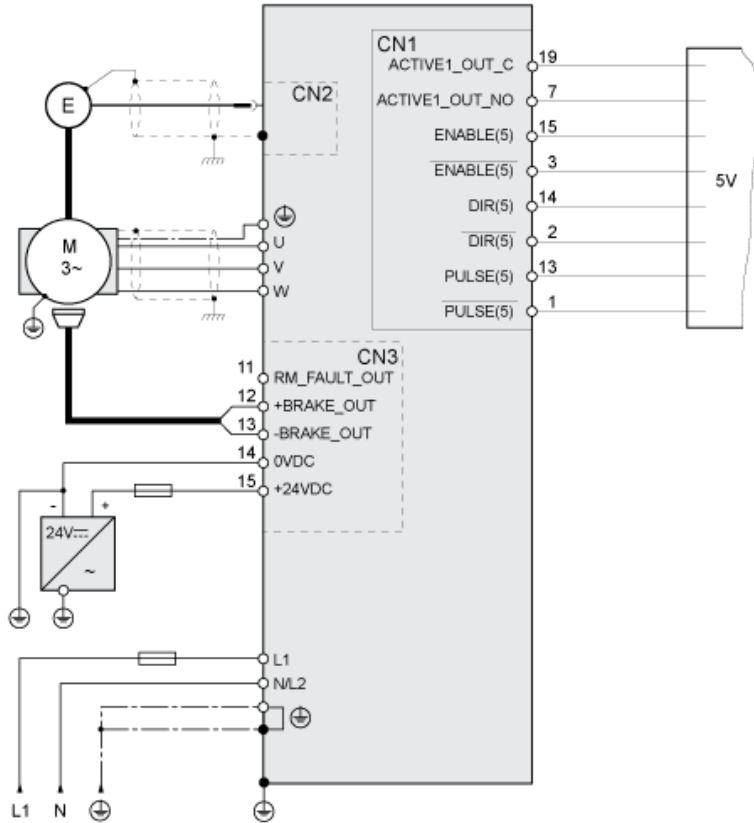 CN1
ACTIVE1_OUT_C 19
ACTIVE1_OUT_NO 7
ENABLE(5) 15
ENABLE(5) 3
DIR(5) 14
DIR(5) 2
PULSE(5) 13
PULSE(5) 1
5V
CN2
E
M
3~
U
V
W
CN3
11 RM_FAULT_OUT
12 +BRAKE_OUT
13 -BRAKE_OUT
14 0VDC
15 +24VDC
- +
24V
~
L1
N/L2
L1 N